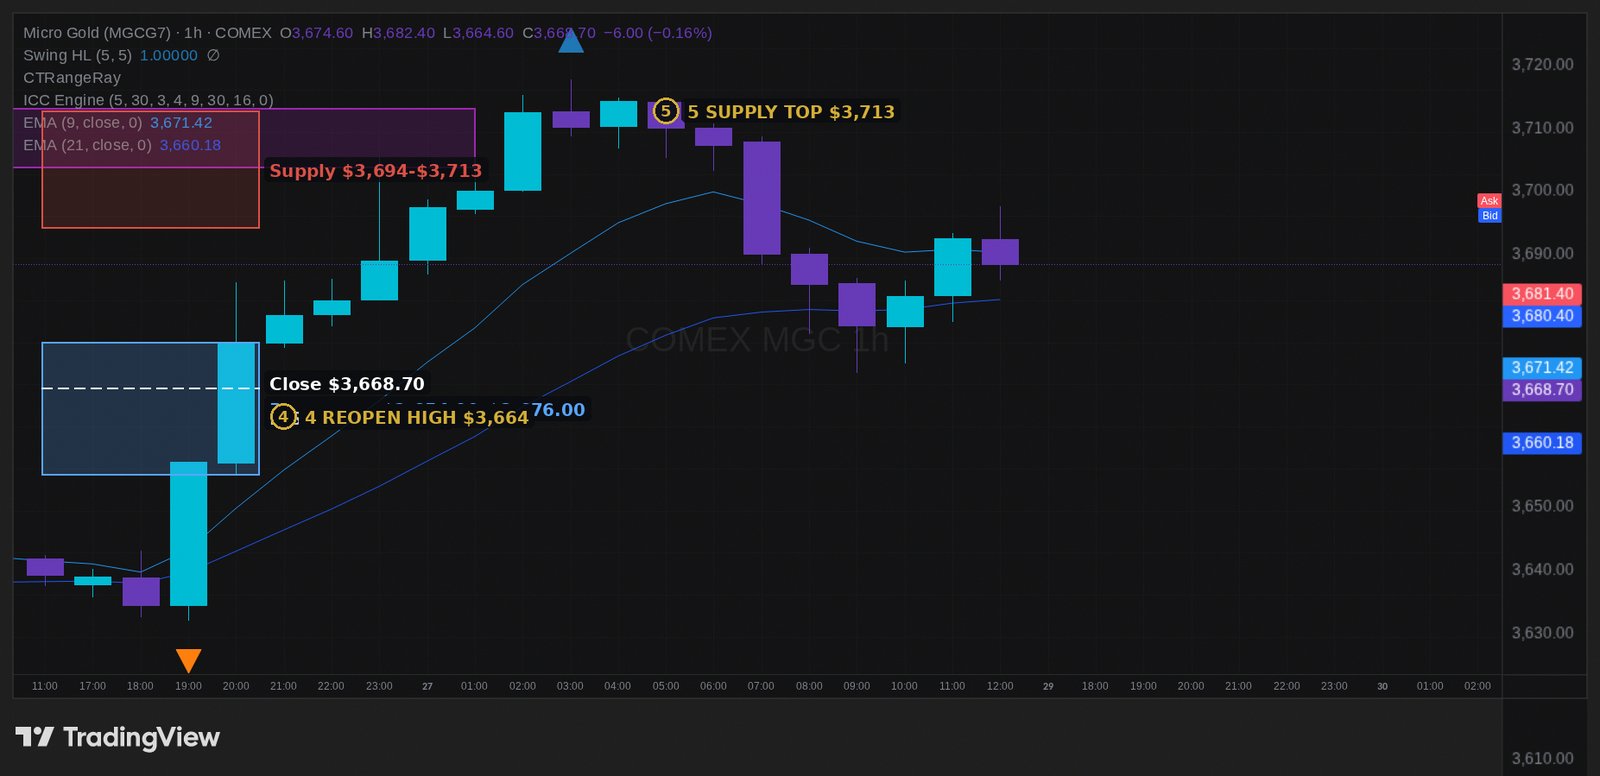 Micro Gold (MGCG7) · 1h · COMEX O3,674.60 H3,682.40 L3,664.60 C3,668.70 −6.00 (−0.16%)
Swing HL (5, 5) 1.00000 ∅
CTRangeRay
ICC Engine (5, 30, 3, 4, 9, 30, 16, 0)
EMA (9, close, 0) 3,671.42
EMA (21, close, 0) 3,660.18
5 5 SUPPLY TOP $3,713
Supply $3,694-$3,713
COMEX MGC 1h
Close $3,668.70
76.00
4 4 REOPEN HIGH $3,664
3,720.00
3,710.00
3,700.00
Ask
Bid
3,690.00
3,681.40
3,680.40
3,671.42
3,668.70
3,660.18
3,650.00
3,640.00
3,630.00
3,610.00
11:00 17:00 18:00 19:00 20:00 21:00 22:00 23:00 27 01:00 02:00 03:00 04:00 05:00 06:00 07:00 08:00 09:00 10:00 11:00 12:00 29 18:00 19:00 20:00 21:00 22:00 23:00 30 01:00 02:00
TradingView